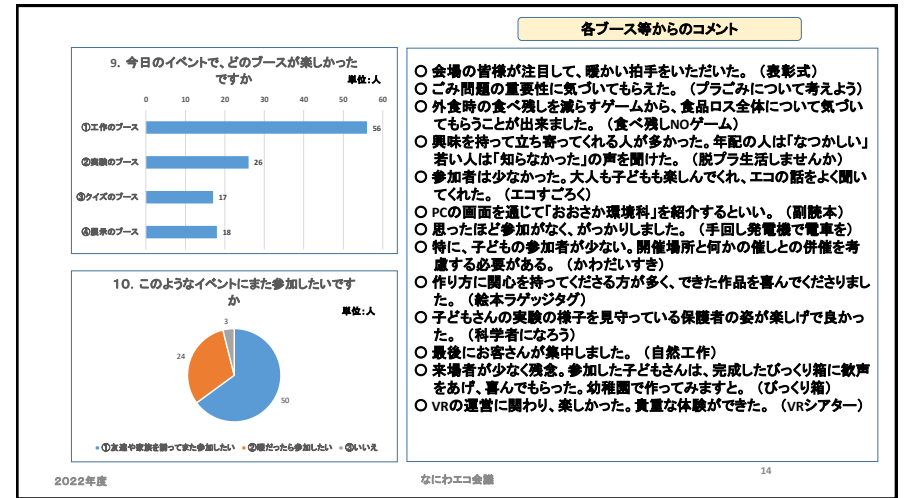 各ブース等からのコメント
9. 今日のイベントで、どのブースが楽しかった
ですか
単位:人
0 10 20 30 40 50 60
①工作のブース 56
②実験のブース 26
③クイズのブース 17
④展示のブース 18
10. このようなイベントにまた参加したいです
か
単位:人
3
24
50
①友達や家族を誘ってまた参加したい ②暇だったら参加したい ③いいえ
〇 会場の皆様が注目して、暖かい拍手をいただいた。（表彰式）
〇 ごみ問題の重要性に気づいてもらえた。（プラごみについて考えよう）
〇 外食時の食べ残しを減らすゲームから、食品ロス全体について気づい
てもらうことが出来ました。（食べ残しNOゲーム）
〇 興味を持って立ち寄ってくれる人が多かった。年配の人は「なつかしい」
若い人は「知らなかった」の声を聞けた。（脱プラ生活しませんか）
〇 参加者は少なかった。大人も子どもも楽しんでくれ、エコの話をよく聞い
てくれた。（エコすごろく）
〇 PCの画面を通じて「おおさか環境科」を紹介するといい。（副読本）
〇 思ったほど参加がなく、がっかりしました。（手回し発電機で電車を）
〇 特に、子どもの参加者が少ない。開催場所と何かの催しとの併催を考
慮する必要がある。（かわだいすき）
〇 作り方に関心を持ってくださる方が多く、できた作品を喜んでくださりまし
た。（絵本ラゲッジタグ）
〇 子どもさんの実験の様子を見守っている保護者の姿が楽しげで良かっ
た。（科学者になろう）
〇 最後にお客さんが集中しました。（自然工作）
〇 来場者が少なく残念。参加した子どもさんは、完成したびっくり箱に歓声
をあげ、喜んでもらった。幼稚園で作ってみますと。（びっくり箱）
〇 VRの運営に関わり、楽しかった。貴重な体験ができた。（VRシアター）
2022年度
なにわエコ会議
14